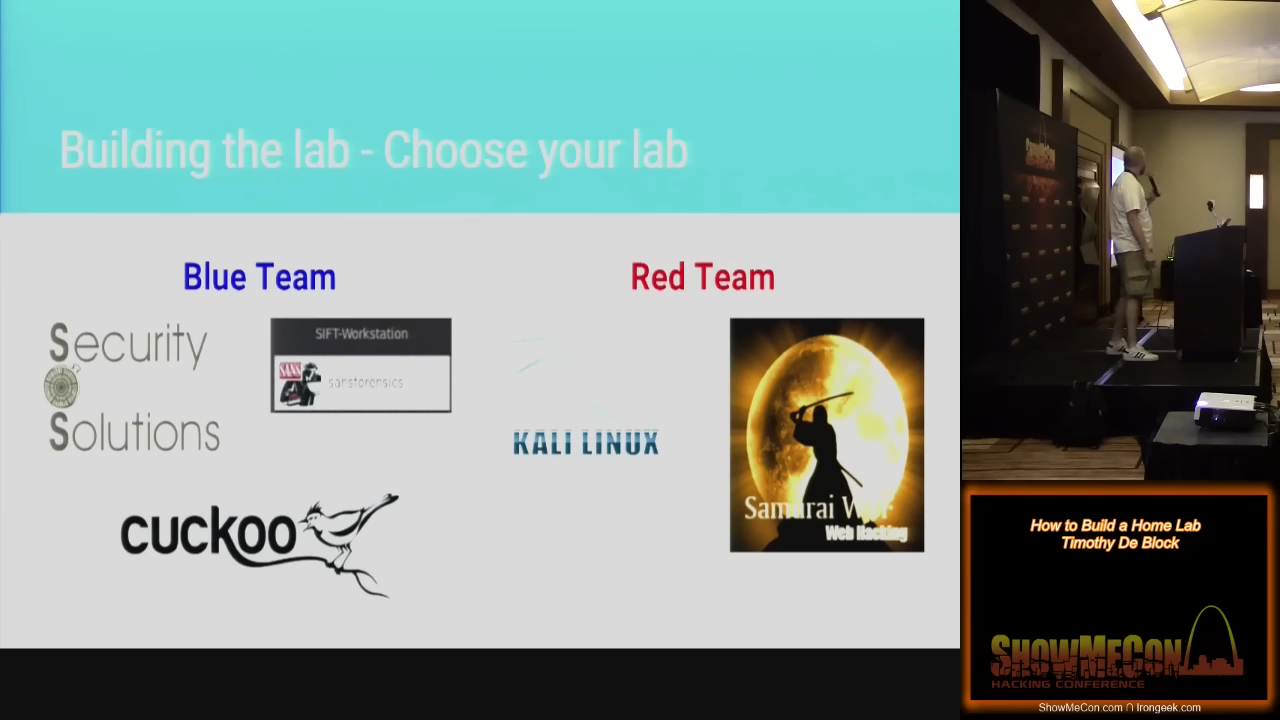 Building the lab - Choose your lab
Blue Team
Red Team
Security
Solutions
SIFT-Workstation
SANS
sansforensics
KALI LINUX
cuckoo
Web Hacking
How to Build a Home Lab
Timothy De Block
SHOWMECON
HACKING CONFERENCE
ShowMeCon.com ∩ Irongeek.com